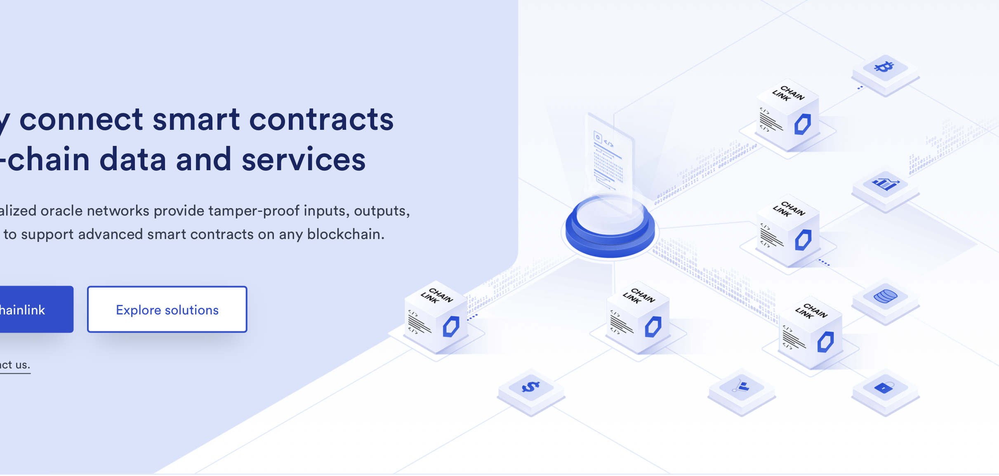 y connect smart contracts
-chain data and services
alized oracle networks provide tamper-proof inputs, outputs,
to support advanced smart contracts on any blockchain.
hainlink
Explore solutions
act us.
CHAIN
LINK
</>
</>
CHAIN
LINK
</>
</>
CHAIN
LINK
</>
</>
CHAIN
LINK
</>
</>
CHAIN
LINK
</>
</>
</>